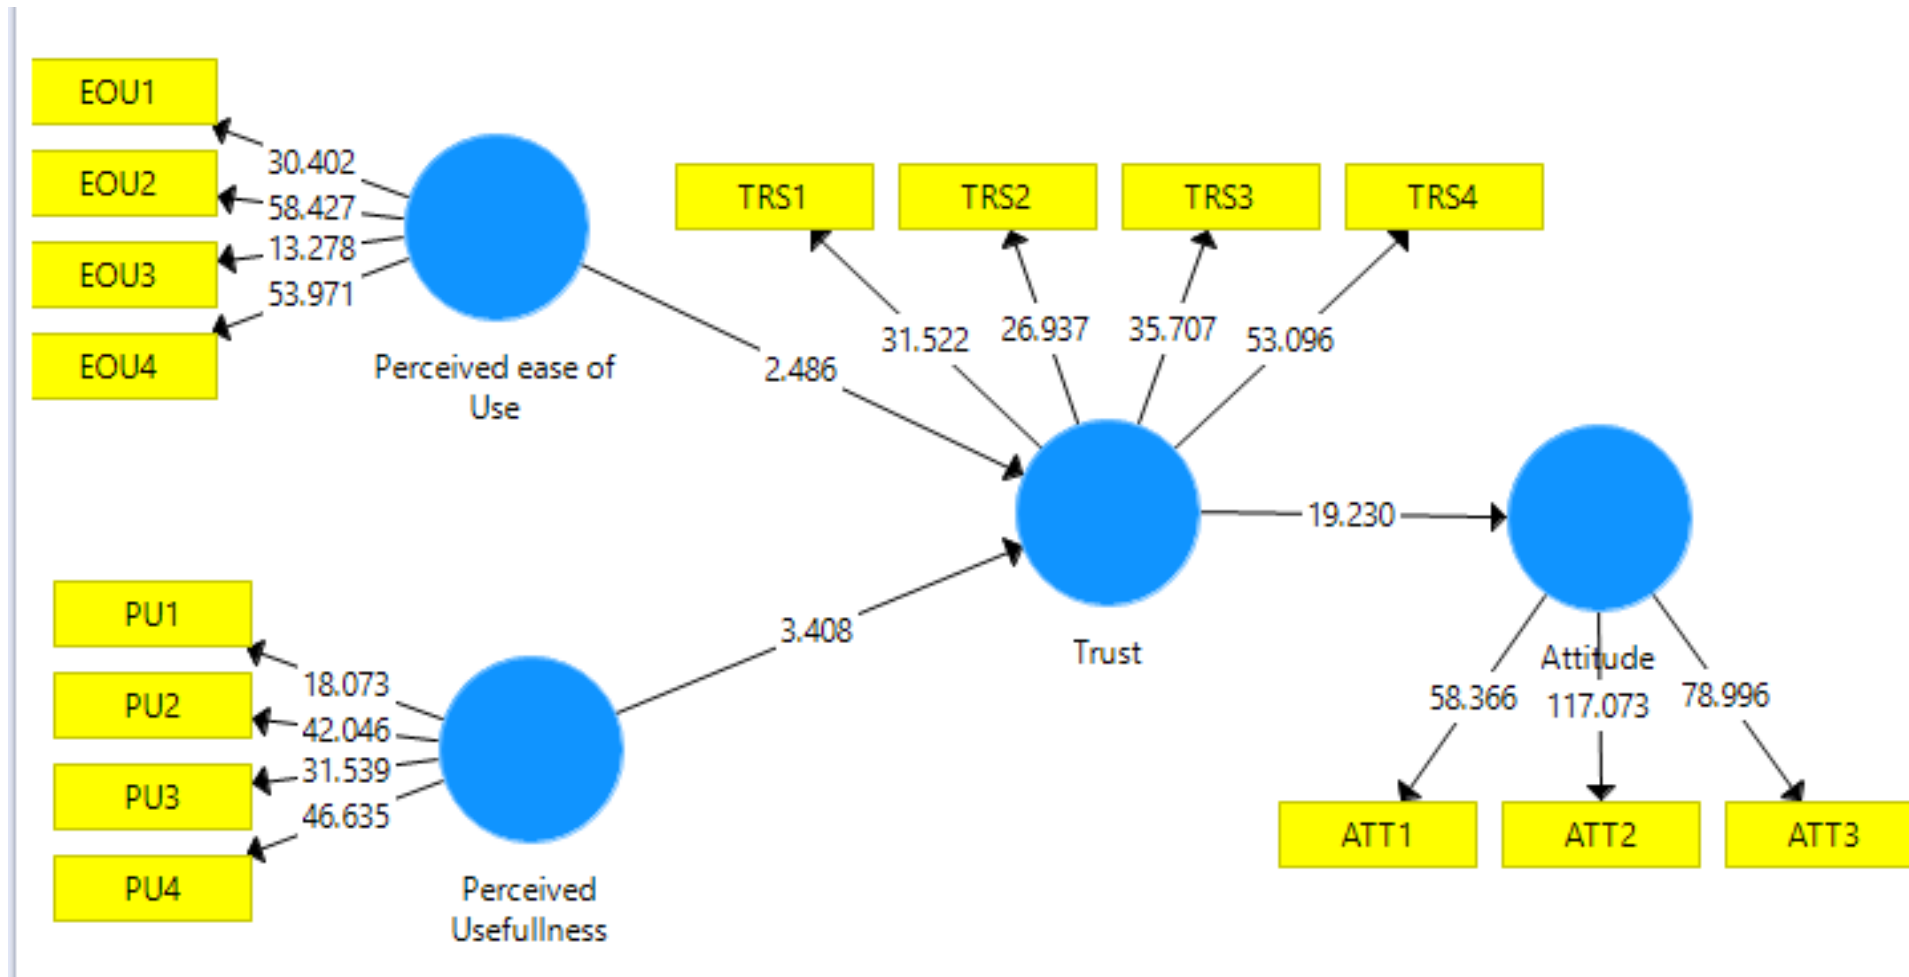 EOU1
EOU2
EOU3
EOU4
30.402
58.427
13.278
53.971
Perceived ease of
Use
TRS1
TRS2
TRS3
TRS4
31.522
26.937
35.707
53.096
2.486
3.408
Trust
19.230
Attitude
58.366
117.073
78.996
ATT1
ATT2
ATT3
PU1
PU2
PU3
PU4
18.073
42.046
31.539
46.635
Perceived
Usefullness